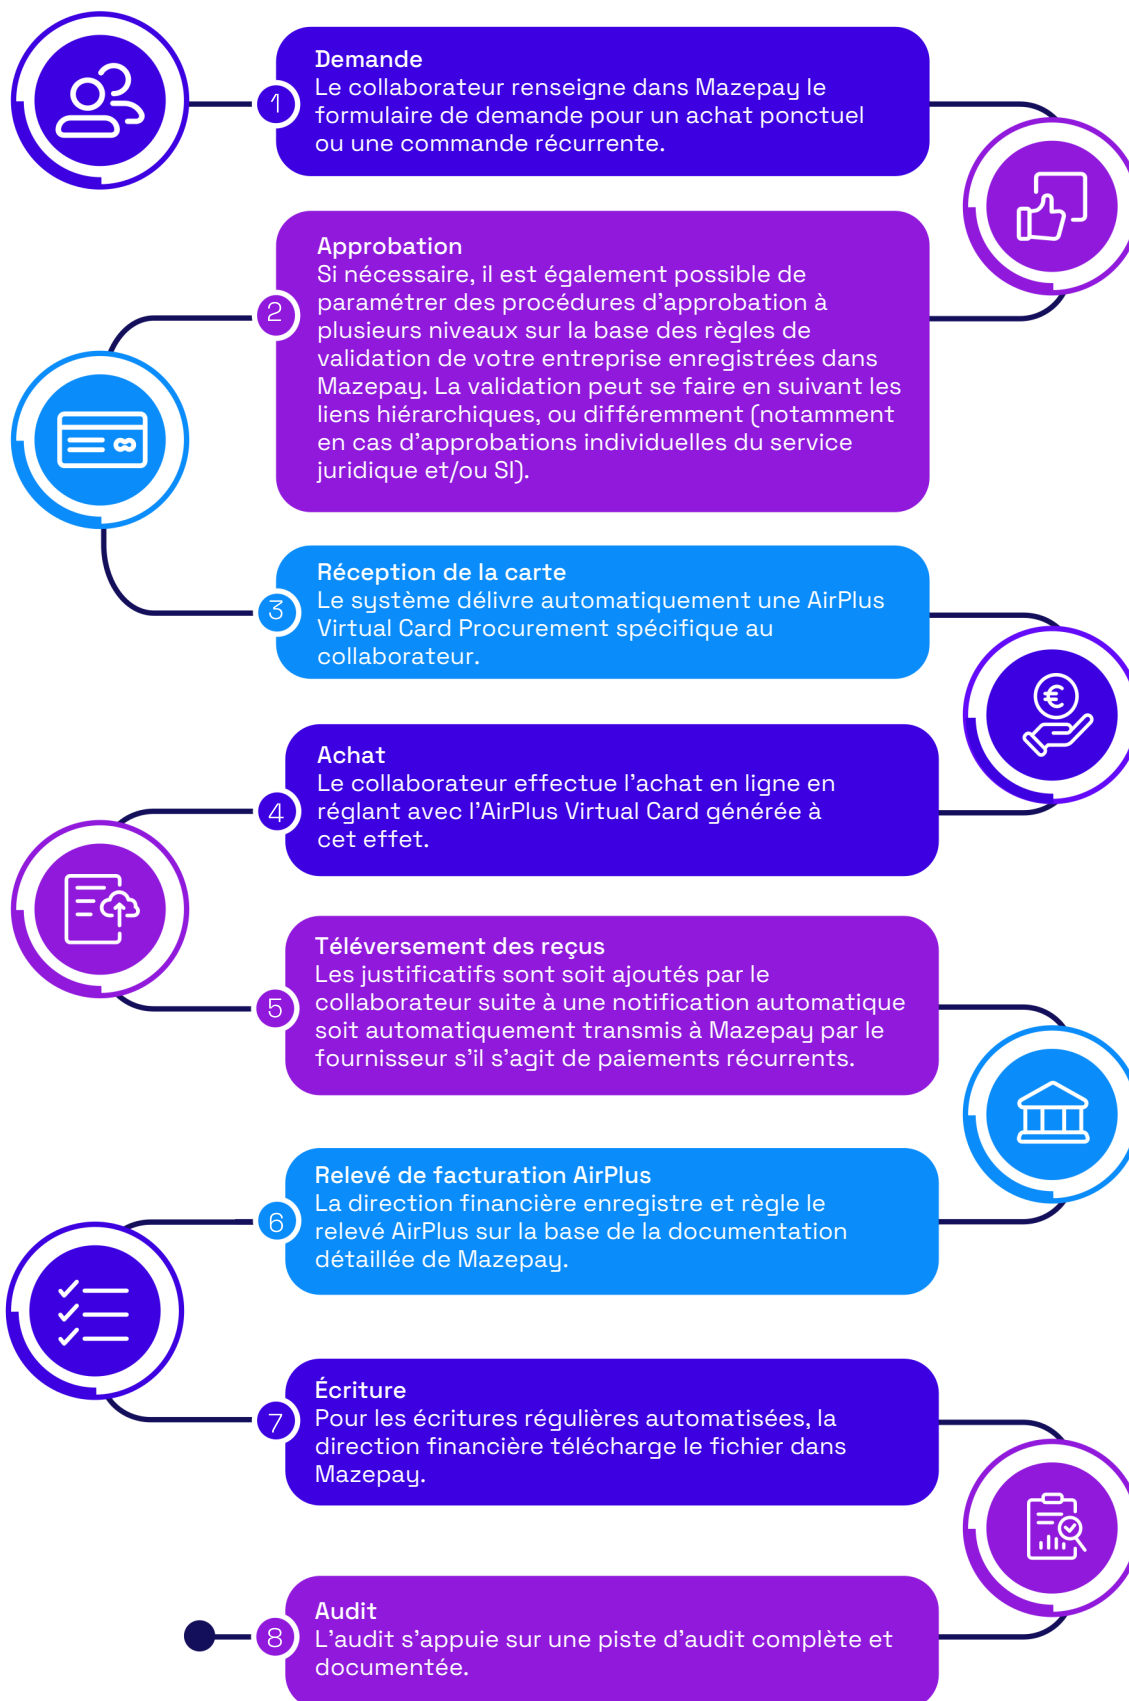 1
Demande
Le collaborateur renseigne dans Mazepay le
formulaire de demande pour un achat ponctuel
ou une commande récurrente.
2
Approbation
Si nécessaire, il est également possible de
paramétrer des procédures d'approbation à
plusieurs niveaux sur la base des règles de
validation de votre entreprise enregistrées dans
Mazepay. La validation peut se faire en suivant les
liens hiérarchiques, ou différemment (notamment
en cas d'approbations individuelles du service
juridique et/ou SI).
3
Réception de la carte
Le système délivre automatiquement une AirPlus
Virtual Card Procurement spécifique au
collaborateur.
€
4
Achat
Le collaborateur effectue l'achat en ligne en
réglant avec l'AirPlus Virtual Card générée à
cet effet.
5
Téléversement des reçus
Les justificatifs sont soit ajoutés par le
collaborateur suite à une notification automatique
soit automatiquement transmis à Mazepay par le
fournisseur s'il s'agit de paiements récurrents.
6
Relevé de facturation AirPlus
La direction financière enregistre et règle le
relevé AirPlus sur la base de la documentation
détaillée de Mazepay.
7
Écriture
Pour les écritures régulières automatisées, la
direction financière télécharge le fichier dans
Mazepay.
8
Audit
L'audit s'appuie sur une piste d'audit complète et
documentée.